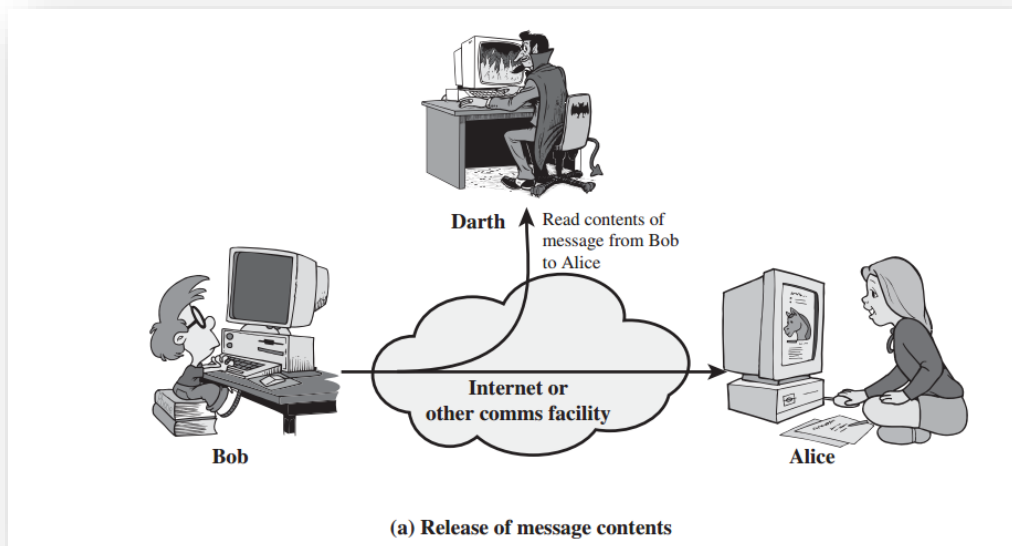 Darth
Read contents of
message from Bob
to Alice
Internet or
other comms facility
Bob
Alice
(a) Release of message contents